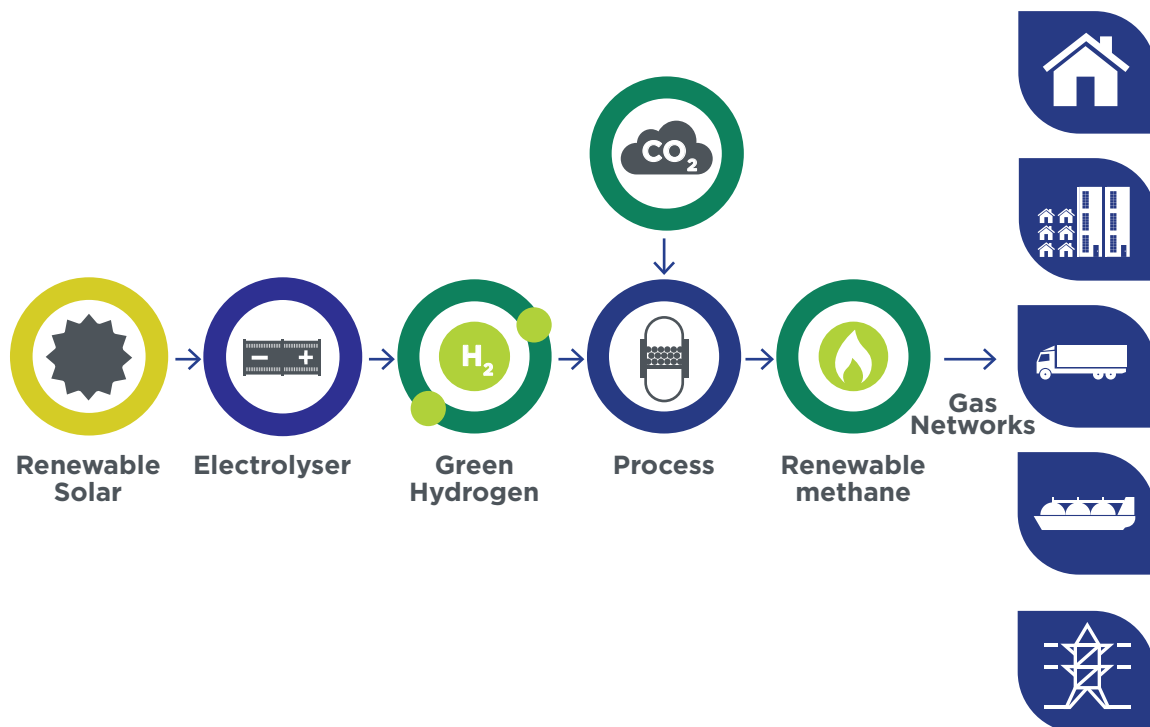 CO₂
H₂
Renewable
Solar
Electrolyser
Green
Hydrogen
Process
Renewable
methane
Gas
Networks